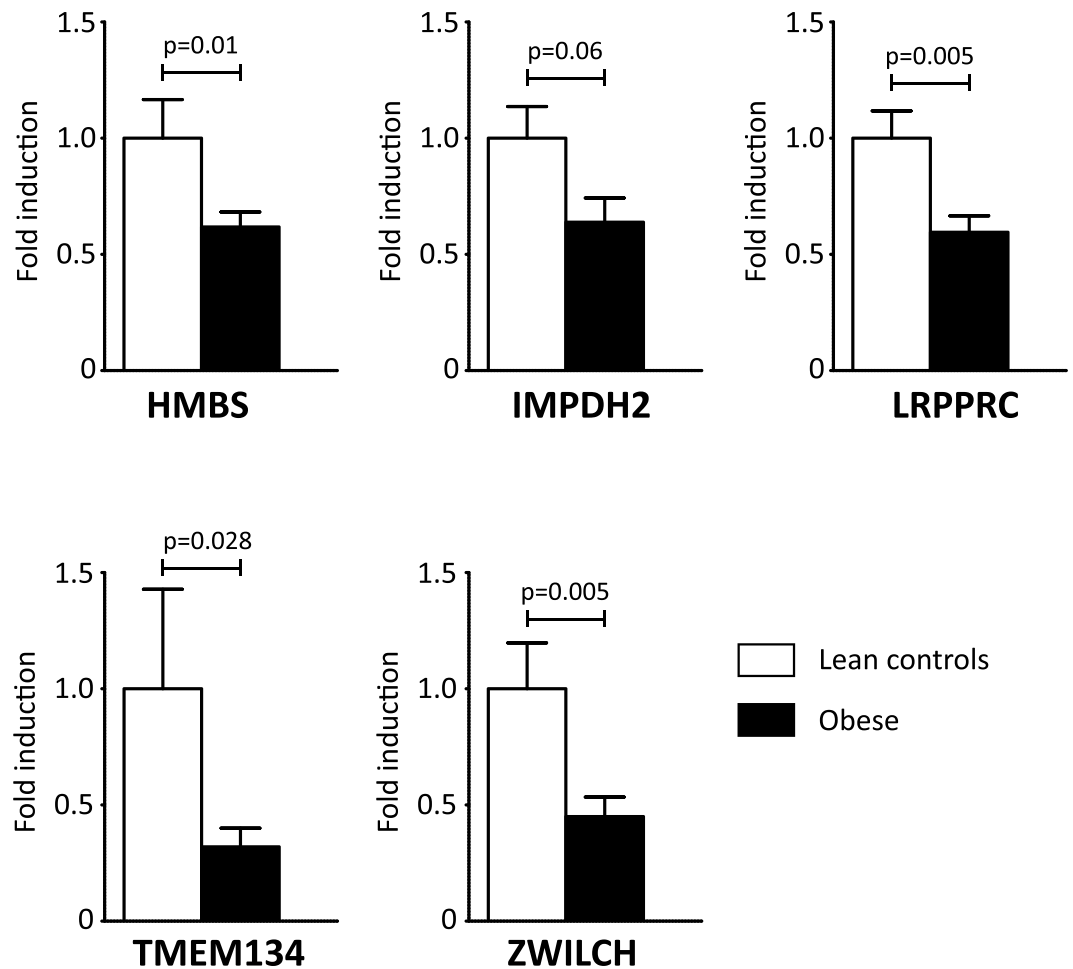 1.5
p=0.01
1.0
Fold induction
0.5
0
HMBS
1.5
p=0.06
1.0
Fold induction
0.5
0
IMPDH2
1.5
p=0.005
1.0
Fold induction
0.5
0
LRPPRC
p=0.028
1.5
1.0
Fold induction
0.5
0
TMEM134
1.5
p=0.005
1.0
Fold induction
0.5
0
ZWILCH
Lean controls
Obese